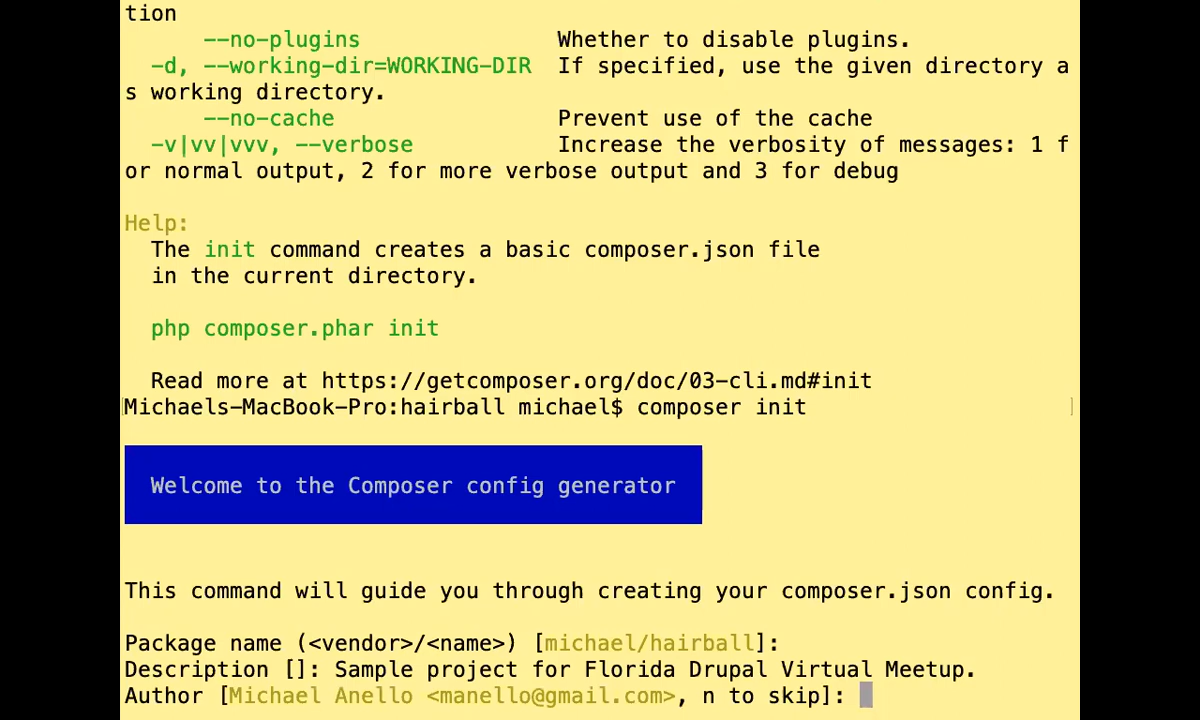 tion
--no-plugins Whether to disable plugins.
-d, --working-dir=WORKING-DIR If specified, use the given directory a
s working directory.
--no-cache Prevent use of the cache
-v|vv|vvv, --verbose Increase the verbosity of messages: 1 f
or normal output, 2 for more verbose output and 3 for debug
Help:
The init command creates a basic composer.json file
in the current directory.
php composer.phar init
Read more at https://getcomposer.org/doc/03-cli.md#init
[Michaels-MacBook-Pro:hairball michael$ composer init ]
Welcome to the Composer config generator
This command will guide you through creating your composer.json config.
Package name (<vendor>/<name>) [michael/hairball]:
Description []: Sample project for Florida Drupal Virtual Meetup.
Author [Michael Anello <manello@gmail.com>, n to skip]: